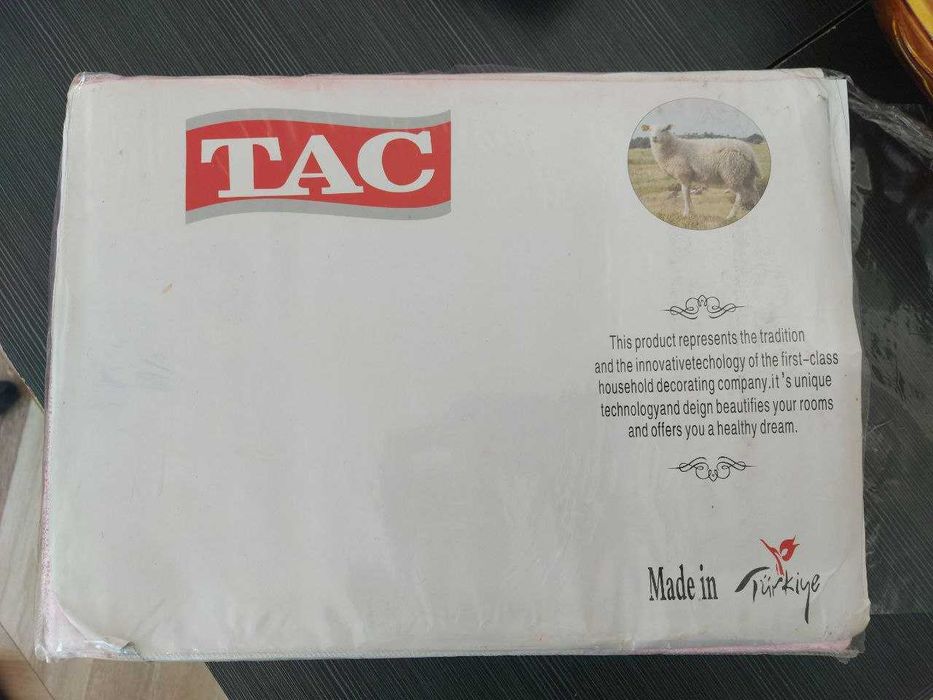 TAC
This product represents the tradition
and the innovativetechology of the first-class
household decorating company.it's unique
technologyand deign beautifies your rooms
and offers you a healthy dream.
Made in Türkiye